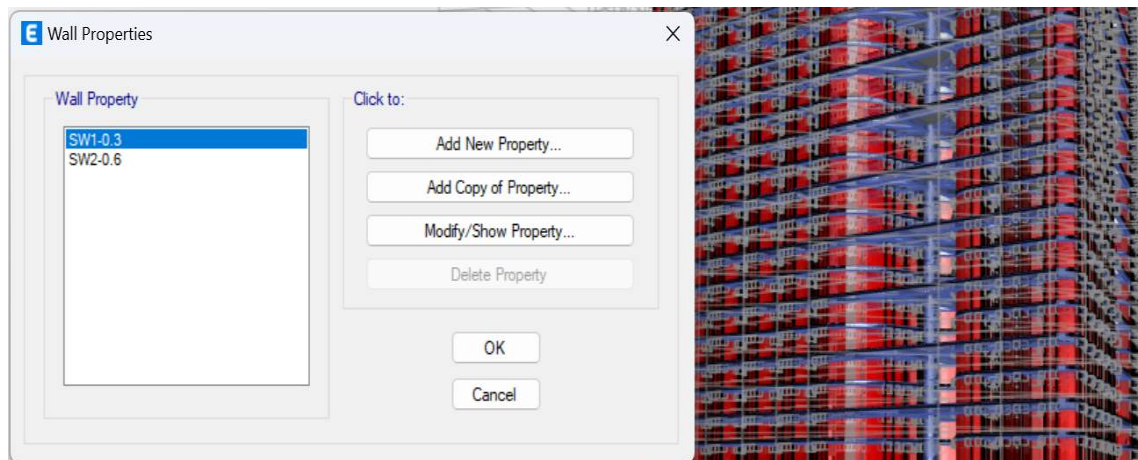 Wall Properties
Wall Property
SW1-0.3
SW2-0.6
Click to:
Add New Property...
Add Copy of Property...
Modify/Show Property...
Delete Property
OK
Cancel